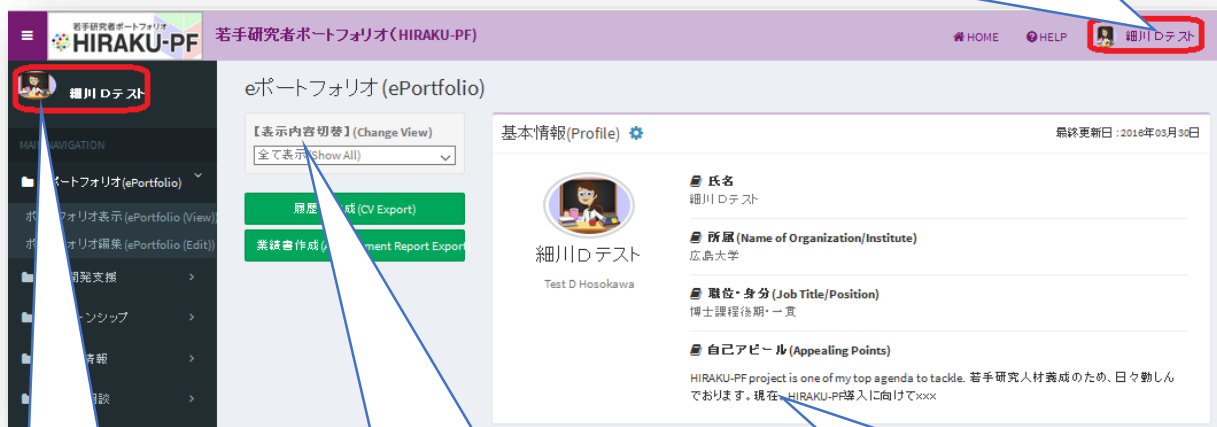 若手研究者ポートフォリオ
HIRAKU-PF
若手研究者ポートフォリオ(HIRAKU-PF)
HOME
HELP
細川Dテスト
細川Dテスト
eポートフォリオ(ePortfolio)
MAIN NAVIGATION
ポートフォリオ(ePortfolio)
フォリオ表示(ePortfolio (View))
ォリオ編集(ePortfolio (Edit))
開発支援
ーンシップ
情報
談
【表示内容切替】(Change View)
全て表示(Show All)
履歴 成(CV Export)
業績書作成( ment Report Export
基本情報(Profile)
最終更新日:2016年03月30日
細川Dテスト
Test D Hosokawa
氏名
細川Dテスト
所属(Name of Organization/Institute)
広島大学
職位・身分(Job Title/Position)
博士課程後期・一貫
自己アピール(Appealing Points)
HIRAKU-PF project is one of my top agenda to tackle. 若手研究人材養成のため、日々勤しん
でおります。現在、HIRAKU-PF導入に向けてxxx